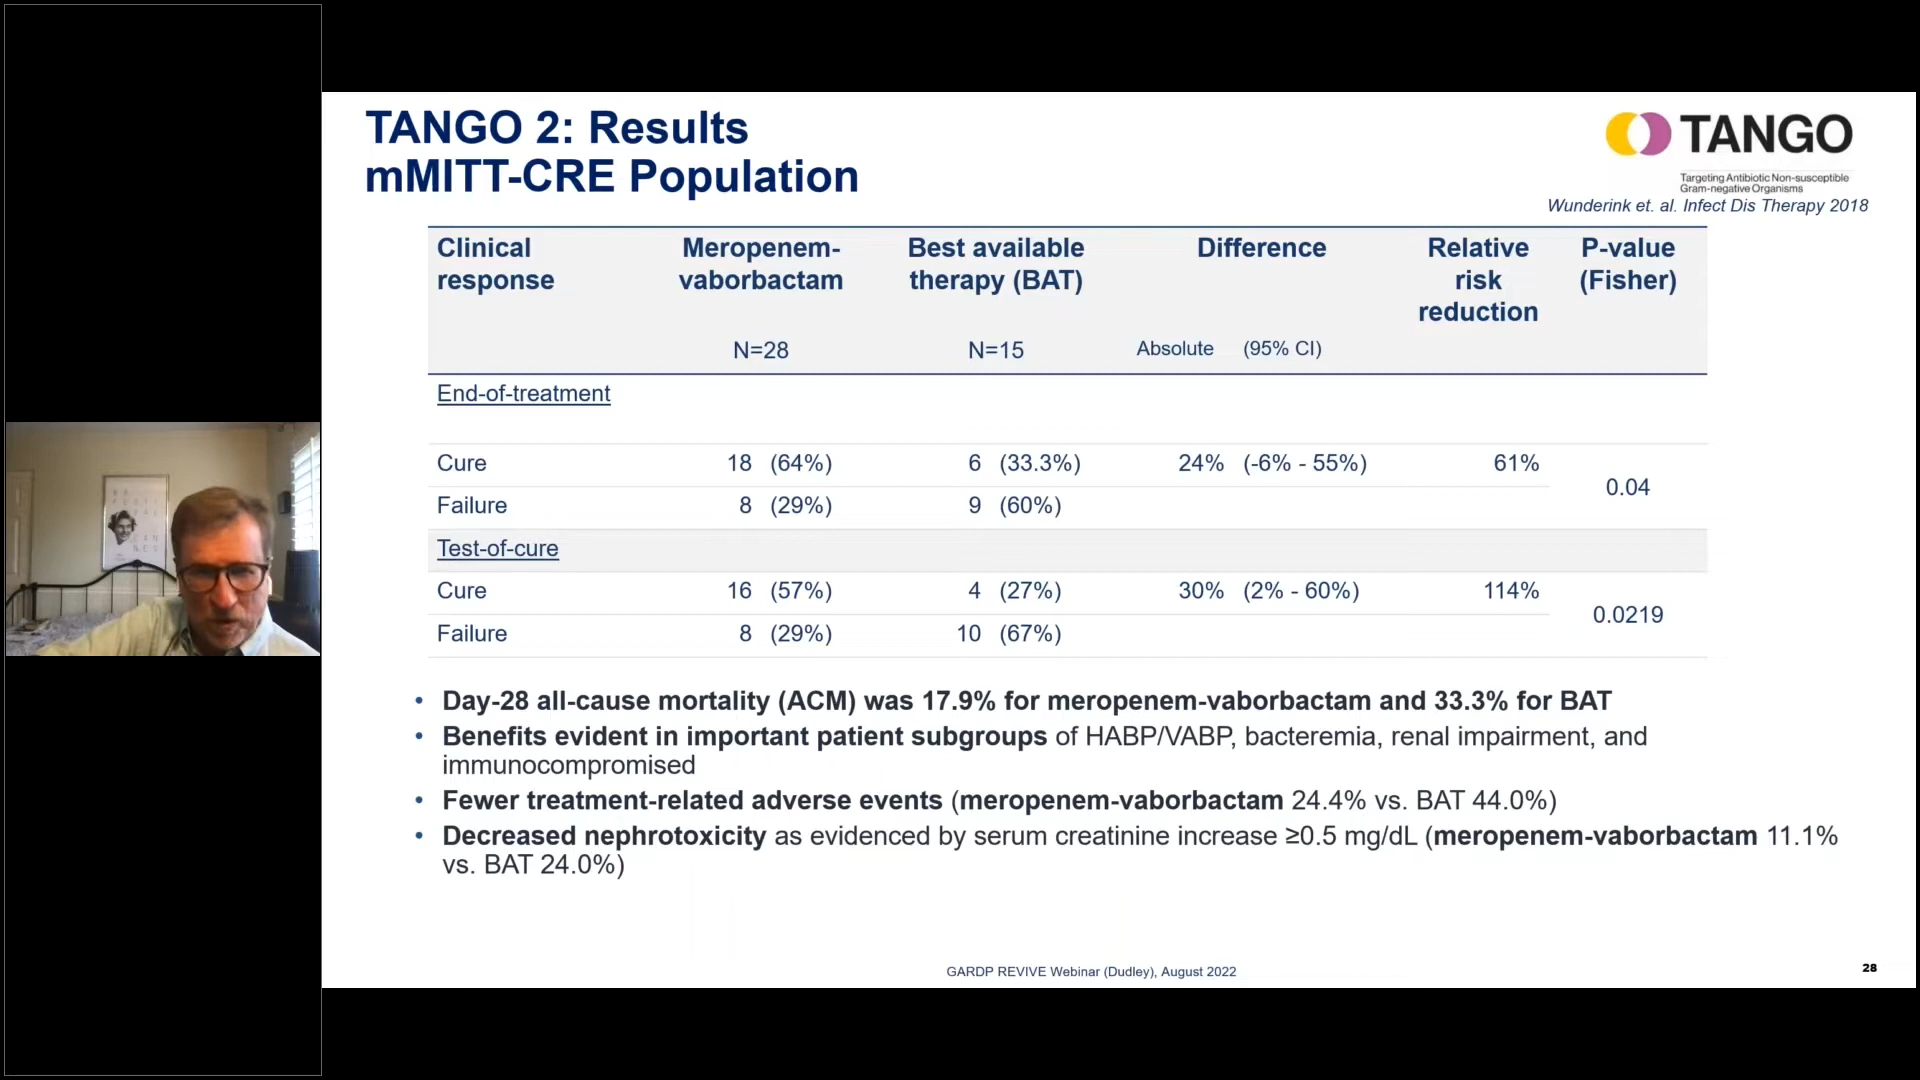 TANGO 2: Results
mMITT-CRE Population
TANGO
Targeting Antibiotic Non-susceptible
Gram-negative Organisms
Wunderink et. al. Infect Dis Therapy 2018
Clinical response Meropenem-vaborbactam Best available therapy (BAT) Difference Relative risk reduction P-value (Fisher)
N=28 N=15 Absolute (95% CI)
End-of-treatment
Cure 18 (64%) 6 (33.3%) 24% (-6% - 55%) 61%
0.04
Failure 8 (29%) 9 (60%)
Test-of-cure
Cure 16 (57%) 4 (27%) 30% (2% - 60%) 114%
0.0219
Failure 8 (29%) 10 (67%)
• Day-28 all-cause mortality (ACM) was 17.9% for meropenem-vaborbactam and 33.3% for BAT
• Benefits evident in important patient subgroups of HABP/VABP, bacteremia, renal impairment, and
immunocompromised
• Fewer treatment-related adverse events (meropenem-vaborbactam 24.4% vs. BAT 44.0%)
• Decreased nephrotoxicity as evidenced by serum creatinine increase ≥0.5 mg/dL (meropenem-vaborbactam 11.1%
vs. BAT 24.0%)
GARDP REVIVE Webinar (Dudley), August 2022
28